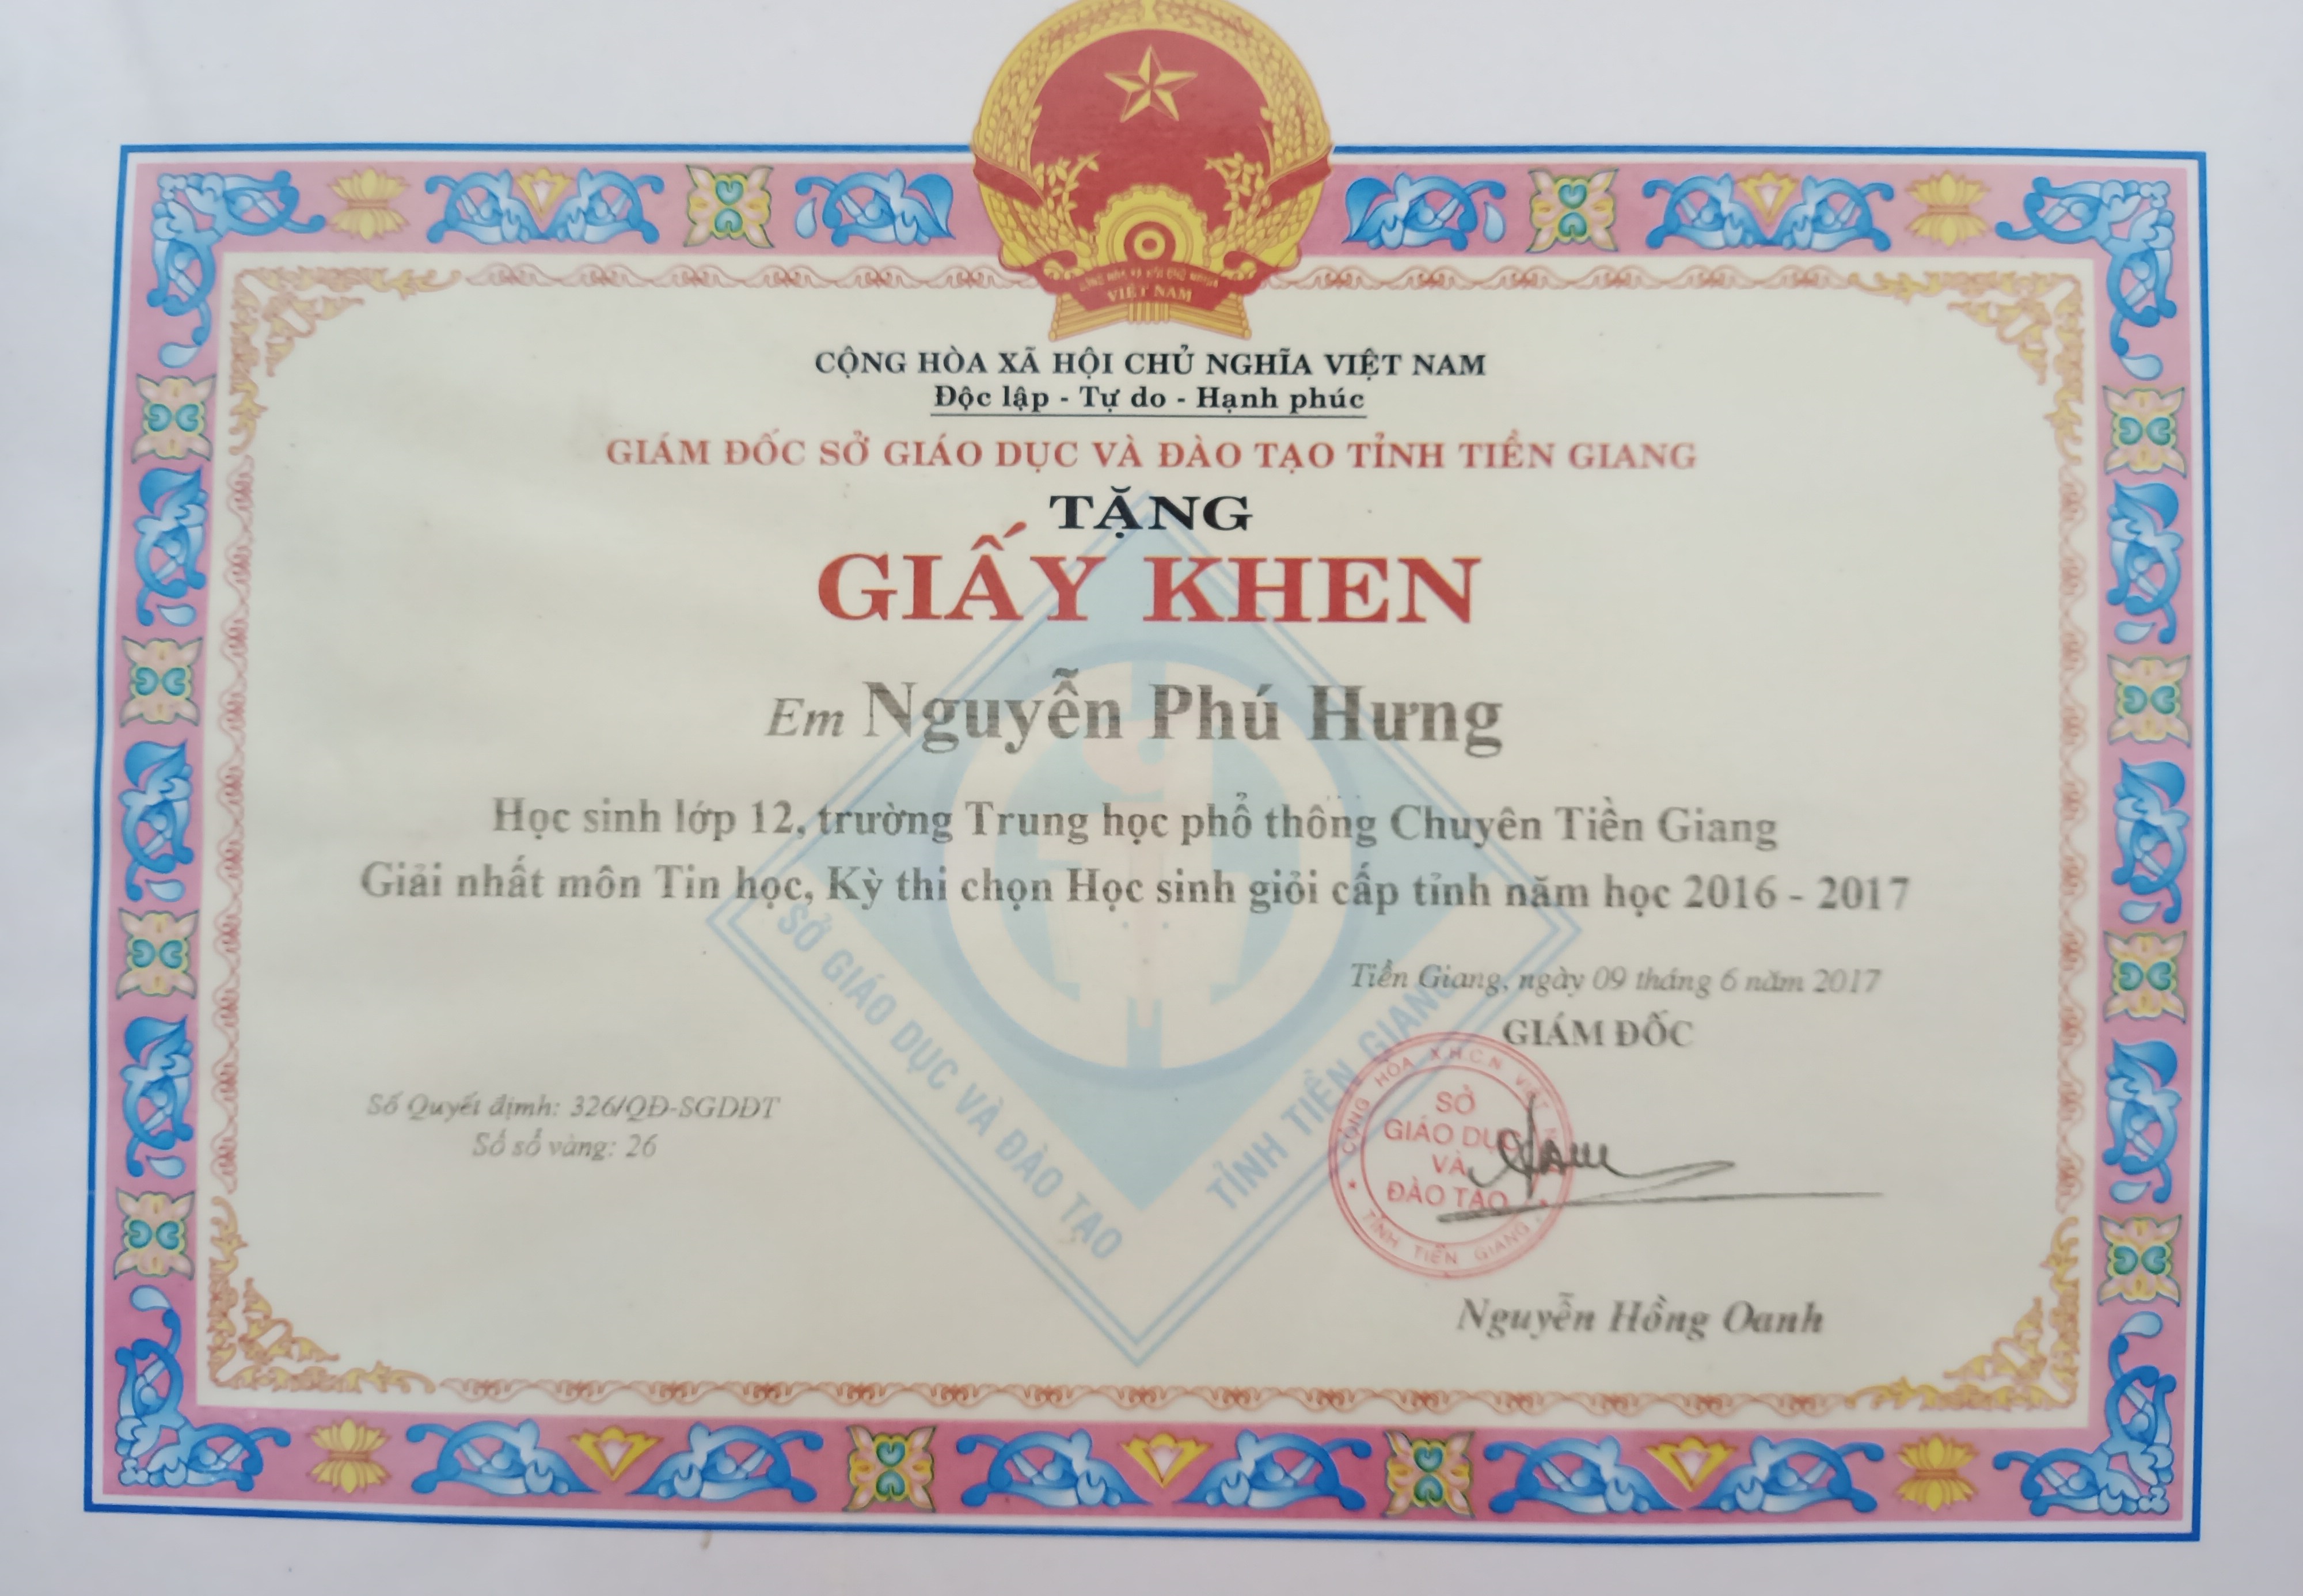 CỘNG HÒA XÃ HỘI CHỦ NGHĨA
VIỆT NAM
CỘNG HÒA XÃ HỘI CHỦ NGHĨA VIỆT NAM
Độc lập - Tự do - Hạnh phúc
GIÁM ĐỐC SỞ GIÁO DỤC VÀ ĐÀO TẠO TỈNH TIỀN GIANG
TẶNG
GIẤY KHEN
Em Nguyễn Phú Hưng
Học sinh lớp 12, trường Trung học phổ thông Chuyên Tiền Giang
Giải nhất môn Tin học, Kỳ thi chọn Học sinh giỏi cấp tỉnh năm học 2016 - 2017
SỞ GIÁO DỤC VÀ ĐÀO TẠO
TỈNH TIỀN GIANG
Tiền Giang, ngày 09 tháng 6 năm 2017
GIÁM ĐỐC
CỘNG HÒA XHCN VIỆT
SỞ
GIÁO DỤC
VÀ
ĐÀO TẠO
TỈNH TIỀN GIANG
Số Quyết định: 326/QĐ-SGDĐT
Số sổ vàng: 26
Nguyễn Hồng Oanh